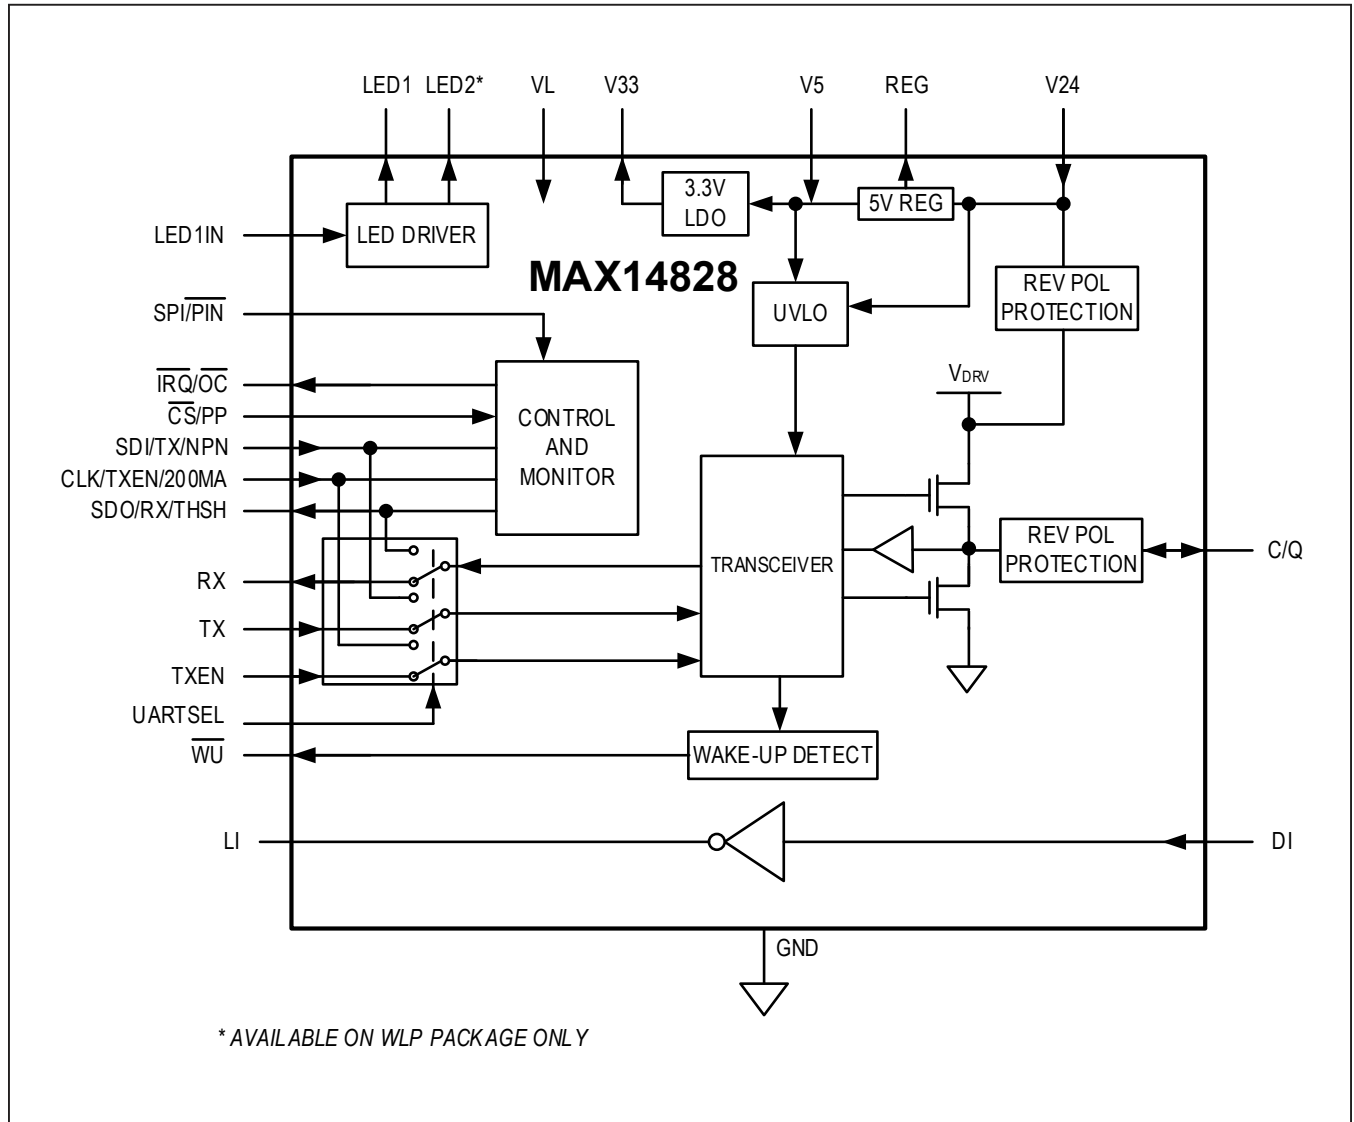 LED1 LED2* VL V33 V5 REG V24
3.3V
LDO
5V REG
LED1IN
LED DRIVER
MAX14828
REV POL
PROTECTION
SPI/PIN
UVLO
IRQ/OC
CS/PP
SDI/TX/NPN
CLK/TXEN/200MA
SDO/RX/THSH
CONTROL
AND
MONITOR
VDRV
TRANSCEIVER
REV POL
PROTECTION
C/Q
RX
TX
TXEN
UARTSEL
WU
WAKE-UP DETECT
LI
DI
GND
* AVAILABLE ON WLP PACKAGE ONLY